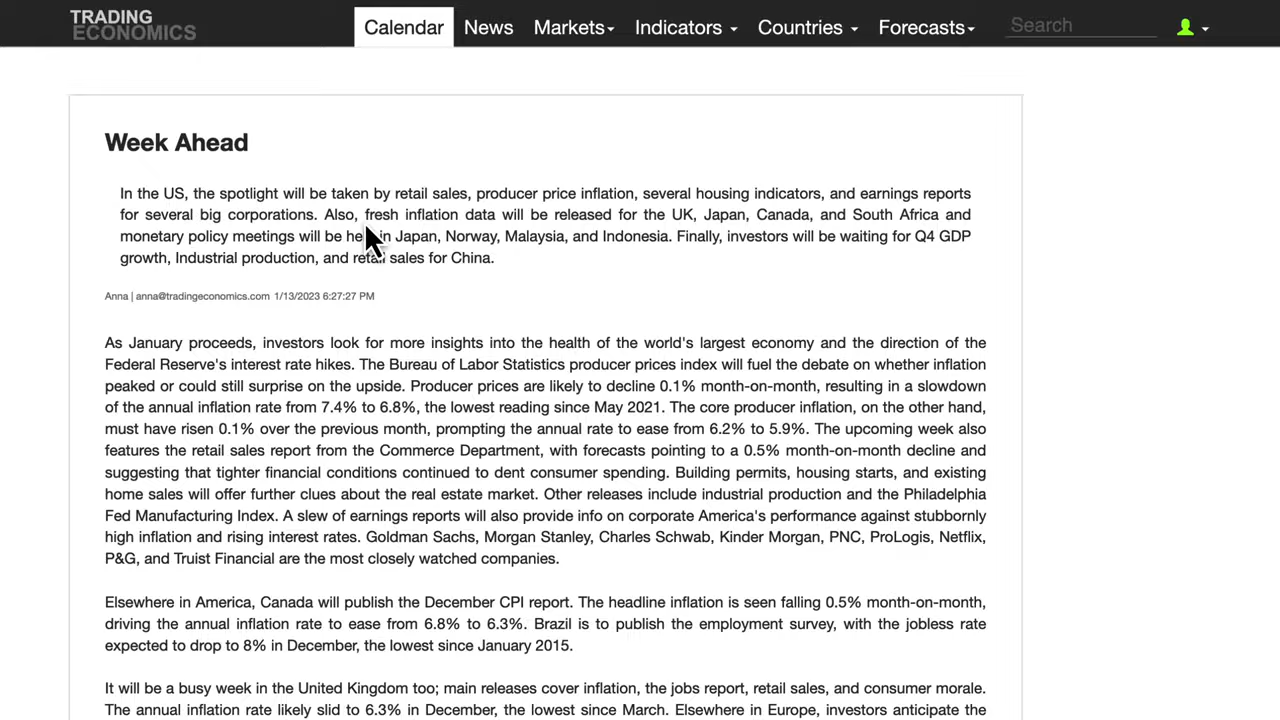 TRADING
ECONOMICS
Calendar News Markets Indicators Countries Forecasts Search
Week Ahead
In the US, the spotlight will be taken by retail sales, producer price inflation, several housing indicators, and earnings reports
for several big corporations. Also, fresh inflation data will be released for the UK, Japan, Canada, and South Africa and
monetary policy meetings will be held in Japan, Norway, Malaysia, and Indonesia. Finally, investors will be waiting for Q4 GDP
growth, Industrial production, and retail sales for China.
Anna | anna@tradingeconomics.com 1/13/2023 6:27:27 PM
As January proceeds, investors look for more insights into the health of the world's largest economy and the direction of the
Federal Reserve's interest rate hikes. The Bureau of Labor Statistics producer prices index will fuel the debate on whether inflation
peaked or could still surprise on the upside. Producer prices are likely to decline 0.1% month-on-month, resulting in a slowdown
of the annual inflation rate from 7.4% to 6.8%, the lowest reading since May 2021. The core producer inflation, on the other hand,
must have risen 0.1% over the previous month, prompting the annual rate to ease from 6.2% to 5.9%. The upcoming week also
features the retail sales report from the Commerce Department, with forecasts pointing to a 0.5% month-on-month decline and
suggesting that tighter financial conditions continued to dent consumer spending. Building permits, housing starts, and existing
home sales will offer further clues about the real estate market. Other releases include industrial production and the Philadelphia
Fed Manufacturing Index. A slew of earnings reports will also provide info on corporate America's performance against stubbornly
high inflation and rising interest rates. Goldman Sachs, Morgan Stanley, Charles Schwab, Kinder Morgan, PNC, ProLogis, Netflix,
P&G, and Truist Financial are the most closely watched companies.
Elsewhere in America, Canada will publish the December CPI report. The headline inflation is seen falling 0.5% month-on-month,
driving the annual inflation rate to ease from 6.8% to 6.3%. Brazil is to publish the employment survey, with the jobless rate
expected to drop to 8% in December, the lowest since January 2015.
It will be a busy week in the United Kingdom too; main releases cover inflation, the jobs report, retail sales, and consumer morale.
The annual inflation rate likely slid to 6.3% in December, the lowest since March. Elsewhere in Europe, investors anticipate the